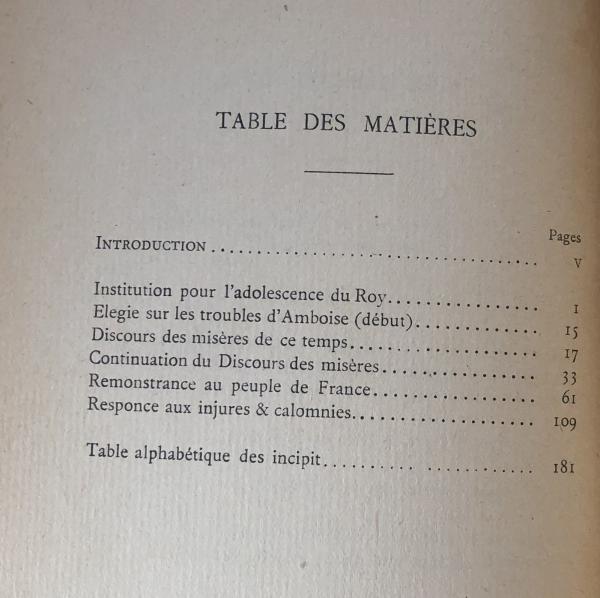 TABLE DES MATIÈRES
Pages
INTRODUCTION ..................................... V
Institution pour l'adolescence du Roy................ 1
Elegie sur les troubles d'Amboise (début)............. 15
Discours des misères de ce temps..................... 17
Continuation du Discours des misères................. 33
Remonstrance au peuple de France.................. 61
Responce aux injures & calomnies.................... 109
Table alphabétique des incipit.......... ............ 181